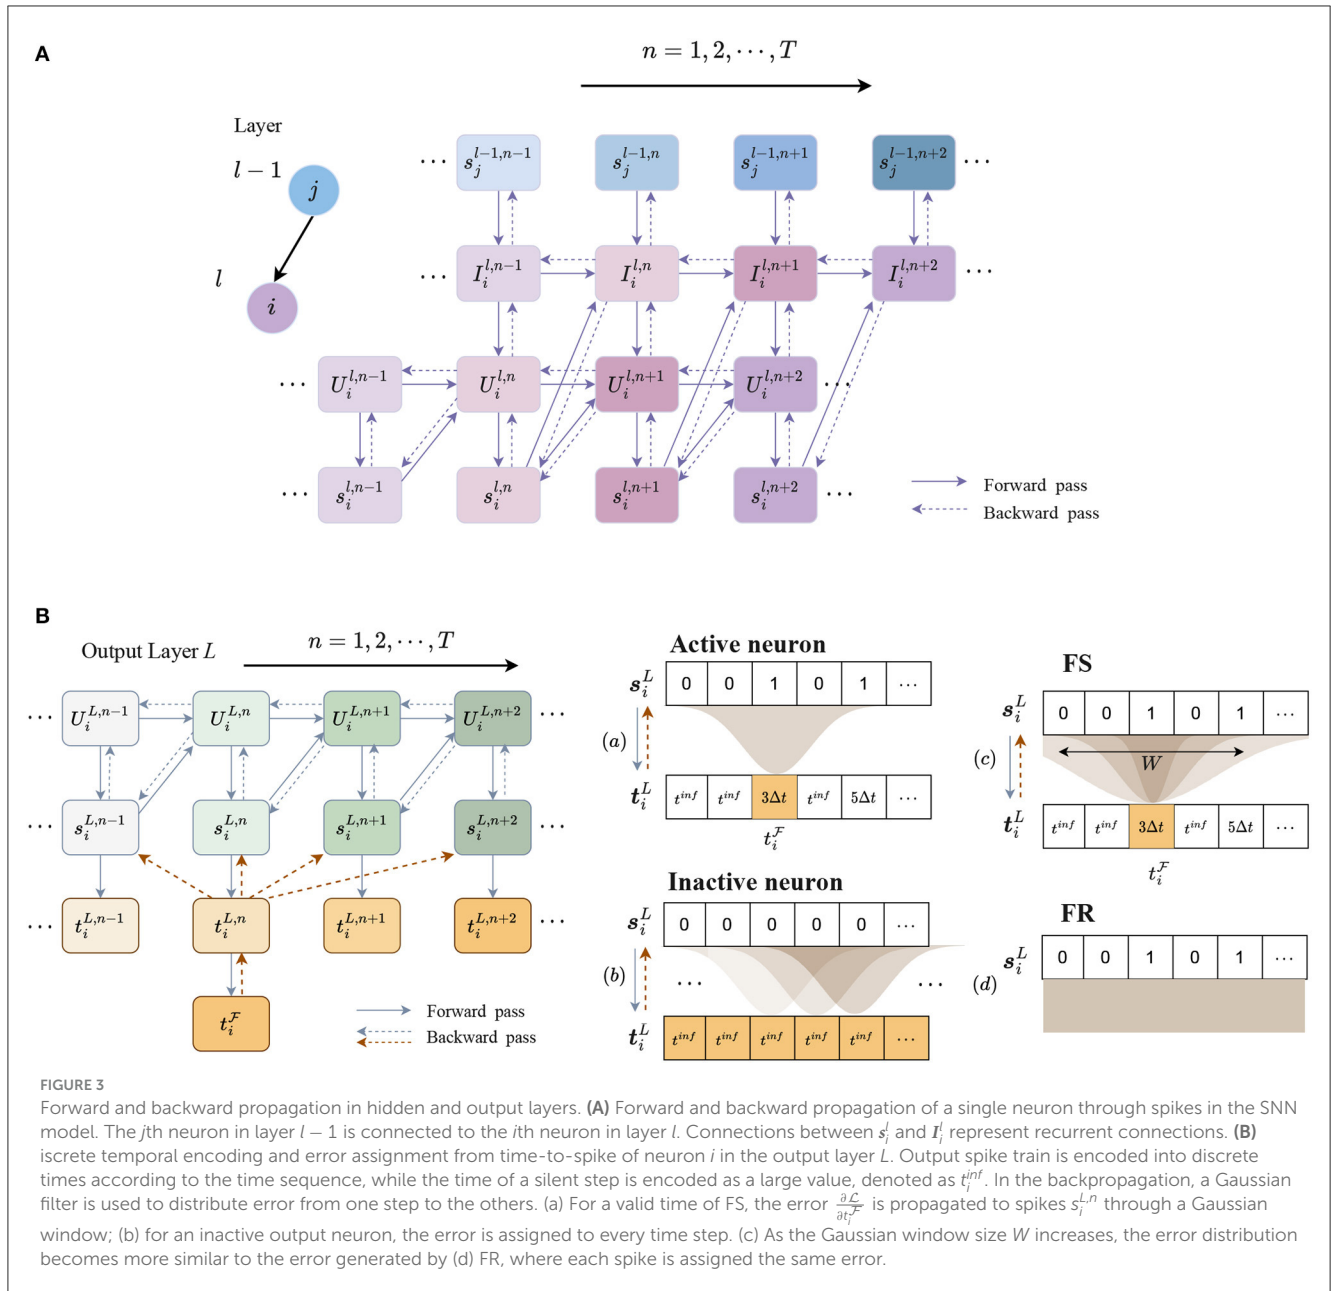 A
n = 1, 2, ⋯, T
Layer
l − 1
j
l
i
⋯ s_j^{l-1,n-1} s_j^{l-1,n} s_j^{l-1,n+1} s_j^{l-1,n+2} ⋯
⋯ I_i^{l,n-1} I_i^{l,n} I_i^{l,n+1} I_i^{l,n+2} ⋯
⋯ U_i^{l,n-1} U_i^{l,n} U_i^{l,n+1} U_i^{l,n+2} ⋯
⋯ s_i^{l,n-1} s_i^{l,n} s_i^{l,n+1} s_i^{l,n+2} ⋯
Forward pass
Backward pass
B
Output Layer L
n = 1, 2, ⋯, T
⋯ U_i^{L,n-1} U_i^{L,n} U_i^{L,n+1} U_i^{L,n+2} ⋯
⋯ s_i^{L,n-1} s_i^{L,n} s_i^{L,n+1} s_i^{L,n+2} ⋯
⋯ t_i^{L,n-1} t_i^{L,n} t_i^{L,n+1} t_i^{L,n+2} ⋯
t_i^ℱ
Forward pass
Backward pass
Active neuron
s_i^L 0 0 1 0 1 ⋯
(a)
t_i^L t^{inf} t^{inf} 3Δt t^{inf} 5Δt ⋯
t_i^ℱ
Inactive neuron
s_i^L 0 0 0 0 0 ⋯
(b) ⋯ ⋯
t_i^L t^{inf} t^{inf} t^{inf} t^{inf} t^{inf} ⋯
FS
s_i^L 0 0 1 0 1 ⋯
(c) W
t_i^L t^{inf} t^{inf} 3Δt t^{inf} 5Δt ⋯
t_i^ℱ
FR
s_i^L 0 0 1 0 1 ⋯
(d)
FIGURE 3
Forward and backward propagation in hidden and output layers. (A) Forward and backward propagation of a single neuron through spikes in the SNN
model. The jth neuron in layer l − 1 is connected to the ith neuron in layer l. Connections between s_i^l and I_i^l represent recurrent connections. (B)
iscrete temporal encoding and error assignment from time-to-spike of neuron i in the output layer L. Output spike train is encoded into discrete
times according to the time sequence, while the time of a silent step is encoded as a large value, denoted as t_i^{inf}. In the backpropagation, a Gaussian
filter is used to distribute error from one step to the others. (a) For a valid time of FS, the error ∂ℒ/∂t_i^ℱ is propagated to spikes s_i^{L,n} through a Gaussian
window; (b) for an inactive output neuron, the error is assigned to every time step. (c) As the Gaussian window size W increases, the error distribution
becomes more similar to the error generated by (d) FR, where each spike is assigned the same error.